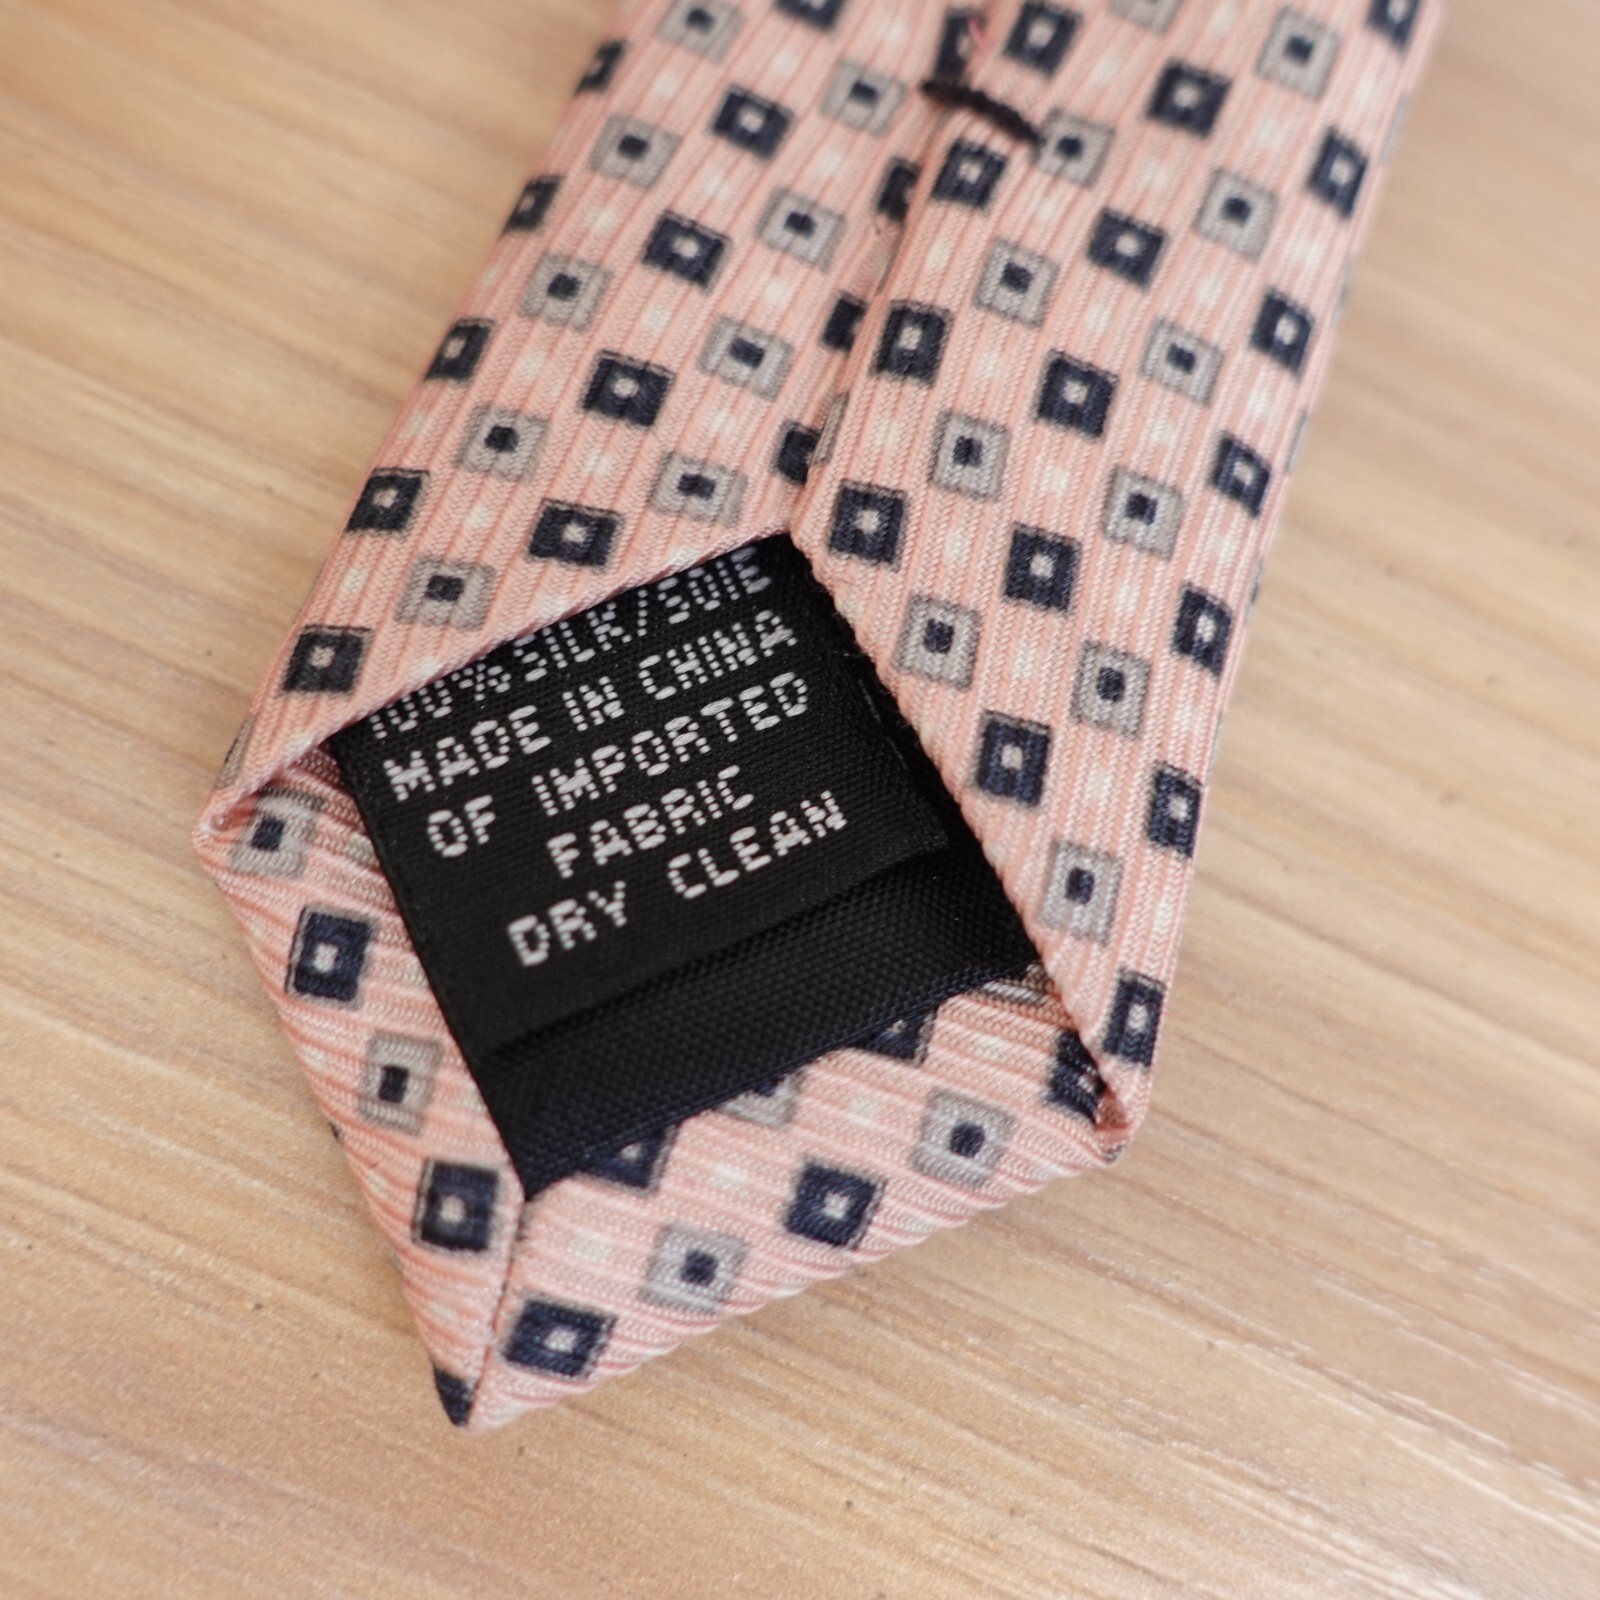 100% SILK/SOIE
MADE IN CHINA
OF IMPORTED
FABRIC
DRY CLEAN